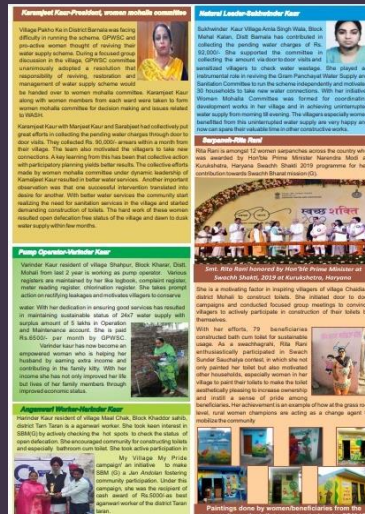 Karamjeet Kaur-President, women mohalla committee
Village Pakho Ke in District Barnala was facing
difficulty in running the scheme. GPWSC and
pro-active women thought of reviving their
water supply scheme. During a focused group
discussion in the village, GPWSC committee
unanimously adopted a resolution that
responsibility of reviving, restoration and
management of water supply scheme would
be handed over to women mohalla committee. Karamjeet Kaur
along with women members from each ward were taken to form
women mohalla committee for decision making and issues related
to WASH.
Karamjeet Kaur with Manjeet Kaur and Sarabjeet had collectively put
great efforts in collecting the pending water charges through door to
door visits. They collected Rs. 90,000/- arrears within a month from
their village. The team also motivated the villagers to take new
connections. A key learning from this has been that collective action
with participatory planning yields better results. The collective efforts
made by women mohalla committee under dynamic leadership of
Kamaljeet Kaur resulted in better water services. Another important
observation was that one successful intervention translated into
desire for another. With better water services the community start
realizing the need for sanitation services in the village and started
demanding construction of toilets. The hard work of these women
resulted open defecation free status of the village and dawn to dusk
water supply within few months.
Pump Operator-Varinder Kaur
Varinder Kaur resident of village Shahpur, Block Kharar, Distt.
Mohali from last 2 year is working as pump operator. Various
registers are maintained by her like logbook, complaint register,
meter reading register, chlorination register. She takes prompt
action on rectifying leakages and motivates villagers to conserve
water. With her dedication in ensuring good services has resulted
in maintaining sustainable status of 24x7 water supply with
surplus amount of 5 lakhs in Operation
and Maintenance account. She is paid
Rs.6500/- per month by GPWSC.
Varinder kaur has now become an
empowered women who is helping her
husband by earning extra income and
contributing in the family kitty. With her
income she has not only improved her life
but lives of her family members through
improved economic status.
Anganwari Worker-Harinder Kaur
Harinder Kaur resident of village Maal Chak, Block Khaddor sahib,
district Tarn Taran is a aganwari worker. She took keen interest in
SBM(G) by actively checking the hot spots to check the status of
open defecation. She encouraged community for constructing toilets
and especially bathroom cum toilet. She took active participation in
My Village My Pride
campaign' an initiative to make
SBM (G) a Jan Andolan fostering
community participation. Under this
campaign, she was the recipient of
cash award of Rs.5000/-as best
aganwari worker of the district Taran
taran.
Natural Leader-Sukhwinder Kaur
Sukhwinder Kaur Village Amla Singh Wala, Block
Mehal Kalan, Distt Barnala has contributed in
collecting the pending water charges of Rs.
92,000/-. She supported the committee in
collecting the amount via door to door visits and
sensitized villagers to check water wastage. She played a
instrumental role in reviving the Gram Panchayat Water Supply and
Sanitation Committee to run the scheme independently and motivate
30 households to take new water connections. With her initiative
Women Mohalla Committee was formed for coordinating
development works in her village and in achieving uninterrupted
water supply from morning till evening. The villagers especially women
benefitted from this uninterrupted water supply are very happy and
now can spare their valuable time in other constructive works.
Sarpanch-Rita Rani
Rita Rani is amongst 12 women sarpanches across the country who
was awarded by Hon'ble Prime Minister Narendra Modi at
Kurukshetra, Haryana Swachh Shakti 2019 programme for her
contribution towards Swachh Bharat mission (G).
Smt. Rita Rani honored by Hon'ble Prime Minister at
Swachh Shakti, 2019 at Kurukshetra, Haryana
She is a motivating factor in inspiring villagers of village Chaidian
district Mohali to construct toilets. She initiated door to door
campaigns and conducted focused group meetings to convince
villagers to actively participate in construction of their toilets
themselves.
With her efforts, 79 beneficiaries
constructed bath cum toilet for sustainable
usage. As a swachhagrahi, Rita Rani
enthusiastically participated in Swach
Sunder Sauchalya contest, in which she not
only painted her toilet but also motivated
other households, especially women in her
village to paint their toilets to make the toilet
aesthetically pleasing to increase ownership
and instill a sense of pride among
beneficiaries. Her achievement is an example of how at the grass root
level, rural women champions are acting as a change agent
mobilize the community
Paintings done by women/beneficiaries from the